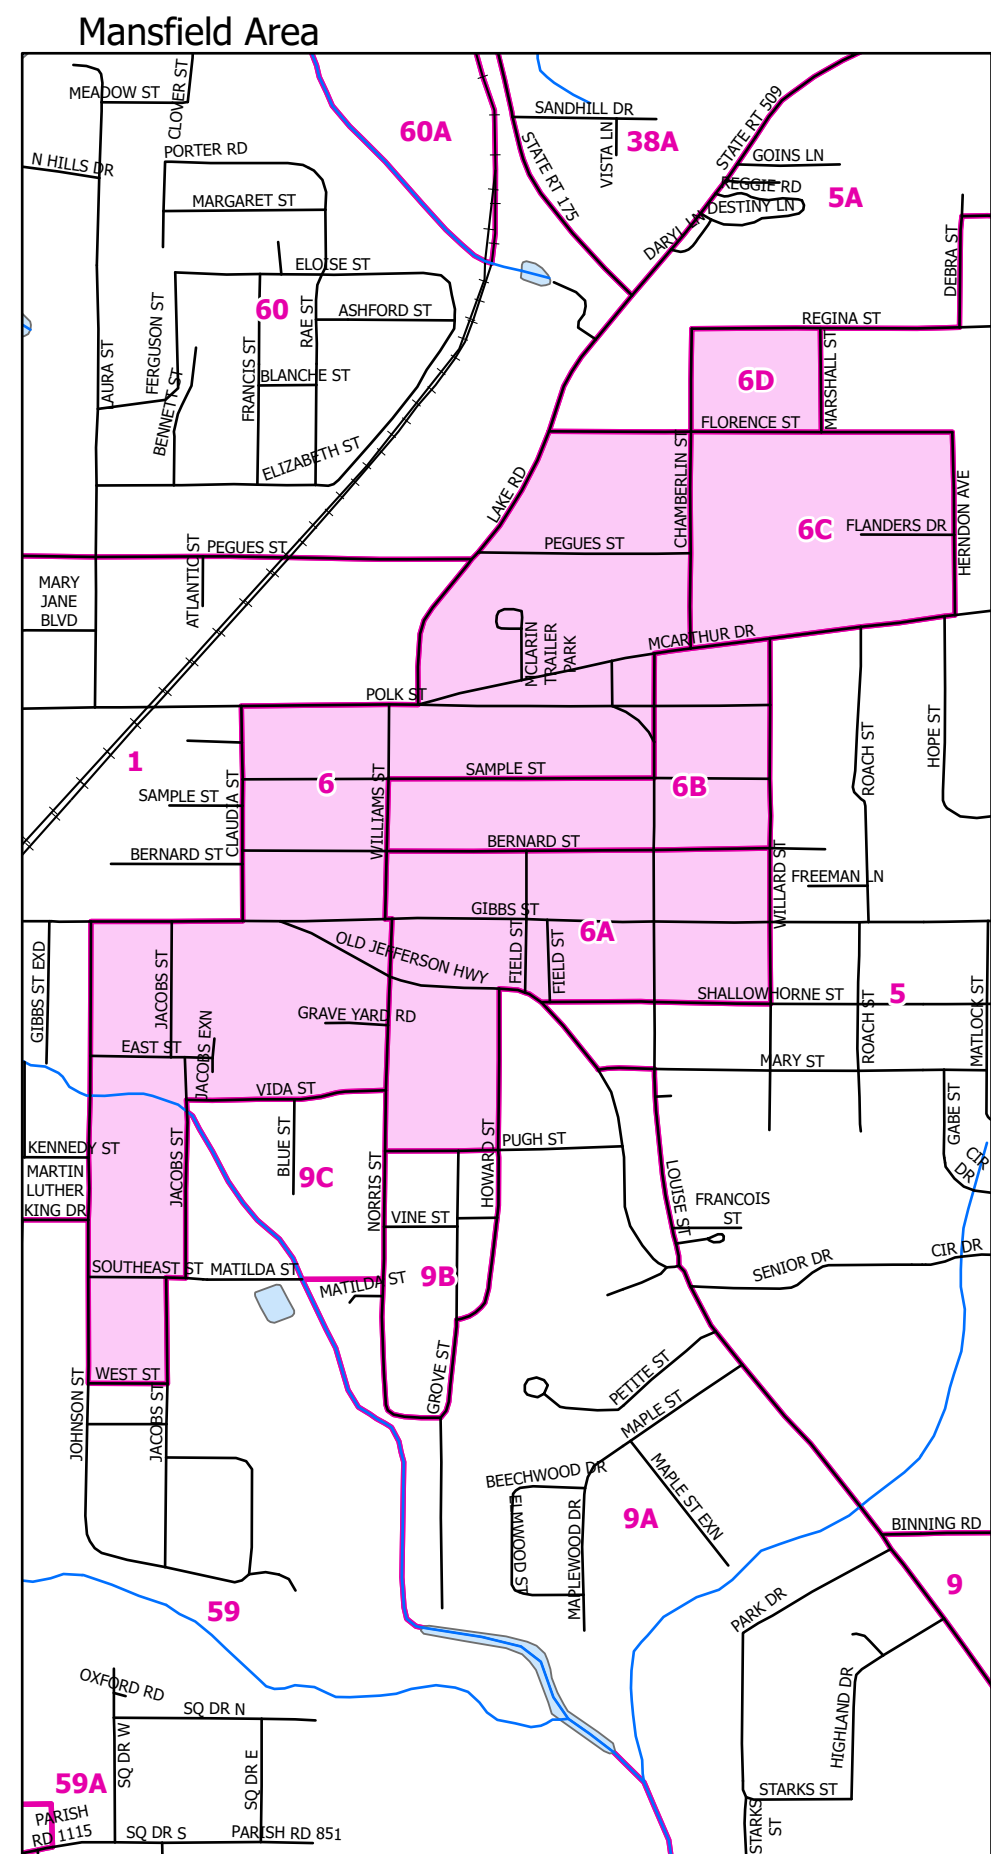 Mansfield Area
MEADOW ST
CLOVER ST
N HILLS DR
PORTER RD
MARGARET ST
ELOISE ST
60
ASHFORD ST
RAE ST
FERGUSON ST
LAURA ST
FRANCIS ST
BLANCHE ST
BENNETT ST
ELIZABETH ST
60A
SANDHILL DR
VISTA LN
38A
STATE RT 175
STATE RT 509
GOINS LN
REGGIE RD
DESTINY LN
5A
DARYL LN
DEBRA ST
REGINA ST
6D
MARSHALL ST
FLORENCE ST
CHAMBERLIN ST
LAKE RD
6C
FLANDERS DR
HERNDON AVE
PEGUES ST
PEGUES ST
ATLANTIC ST
MARY
JANE
BLVD
MCLARIN
TRAILER
PARK
MCARTHUR DR
POLK ST
1
6
SAMPLE ST
6B
SAMPLE ST
CLAUDIA ST
WILLIAMS ST
BERNARD ST
BERNARD ST
ROACH ST
HOPE ST
WILLARD ST
FREEMAN LN
GIBBS ST
6A
OLD JEFFERSON HWY
FIELD ST
FIELD ST
GIBBS ST EXD
JACOBS ST
SHALLOWHORNE ST
5
GRAVE YARD RD
EAST ST
JACOBS EXN
ROACH ST
MATLOCK ST
MARY ST
VIDA ST
BLUE ST
GABE ST
KENNEDY ST
MARTIN
LUTHER
KING DR
JACOBS ST
9C
NORRIS ST
HOWARD ST
PUGH ST
LOUISE ST
FRANCOIS
ST
CIR
DR
VINE ST
SOUTHEAST ST
MATILDA ST
MATILDA ST
9B
SENIOR DR
CIR DR
WEST ST
JOHNSON ST
JACOBS ST
GROVE ST
PETITE ST
MAPLE ST
BEECHWOOD DR
MAPLE ST EXN
ELMWOOD ST
MAPLEWOOD DR
9A
BINNING RD
9
59
PARK DR
OXFORD RD
SQ DR N
SQ DR W
SQ DR E
HIGHLAND DR
59A
STARKS ST
STARKS
ST
PARISH
RD 1115
SQ DR S
PARISH RD 851